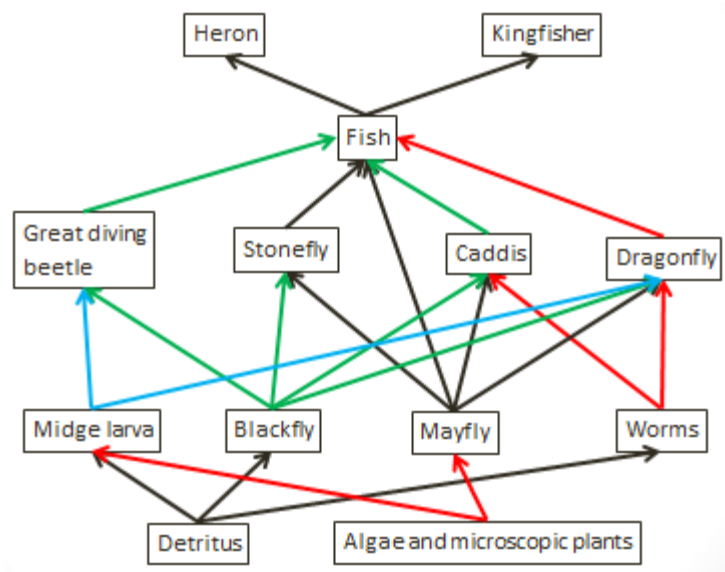 Heron
Kingfisher
Fish
Great diving
beetle
Stonefly
Caddis
Dragonfly
Midge larva
Blackfly
Mayfly
Worms
Detritus
Algae and microscopic plants